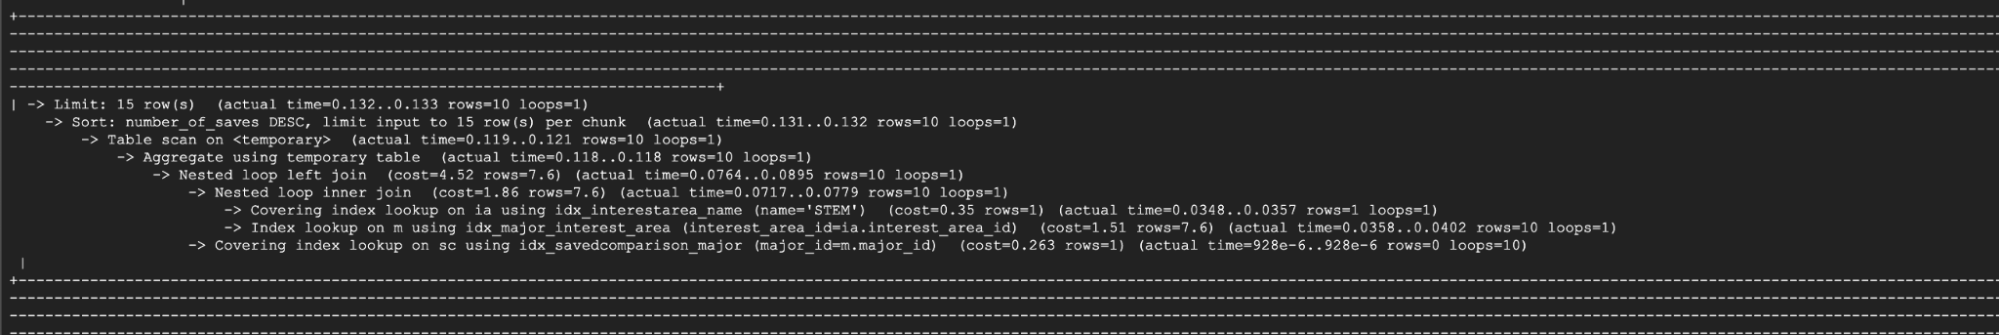 | -> Limit: 15 row(s)  (actual time=0.132..0.133 rows=10 loops=1)
    -> Sort: number_of_saves DESC, limit input to 15 row(s) per chunk  (actual time=0.131..0.132 rows=10 loops=1)
        -> Table scan on <temporary>  (actual time=0.119..0.121 rows=10 loops=1)
            -> Aggregate using temporary table  (actual time=0.118..0.118 rows=10 loops=1)
                -> Nested loop left join  (cost=4.52 rows=7.6) (actual time=0.0764..0.0895 rows=10 loops=1)
                    -> Nested loop inner join  (cost=1.86 rows=7.6) (actual time=0.0717..0.0779 rows=10 loops=1)
                        -> Covering index lookup on ia using idx_interestarea_name (name='STEM')  (cost=0.35 rows=1) (actual time=0.0348..0.0357 rows=1 loops=1)
                        -> Index lookup on m using idx_major_interest_area (interest_area_id=ia.interest_area_id)  (cost=1.51 rows=7.6) (actual time=0.0358..0.0402 rows=10 loops=1)
                    -> Covering index lookup on sc using idx_savedcomparison_major (major_id=m.major_id)  (cost=0.263 rows=1) (actual time=928e-6..928e-6 rows=0 loops=10)
 |